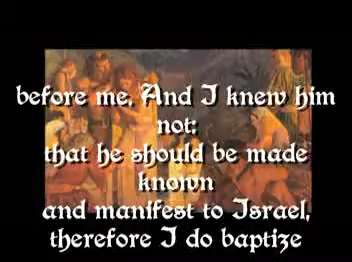 before me. And I knew him
not:
that he should be made
known
and manifest to Israel,
therefore I do baptize